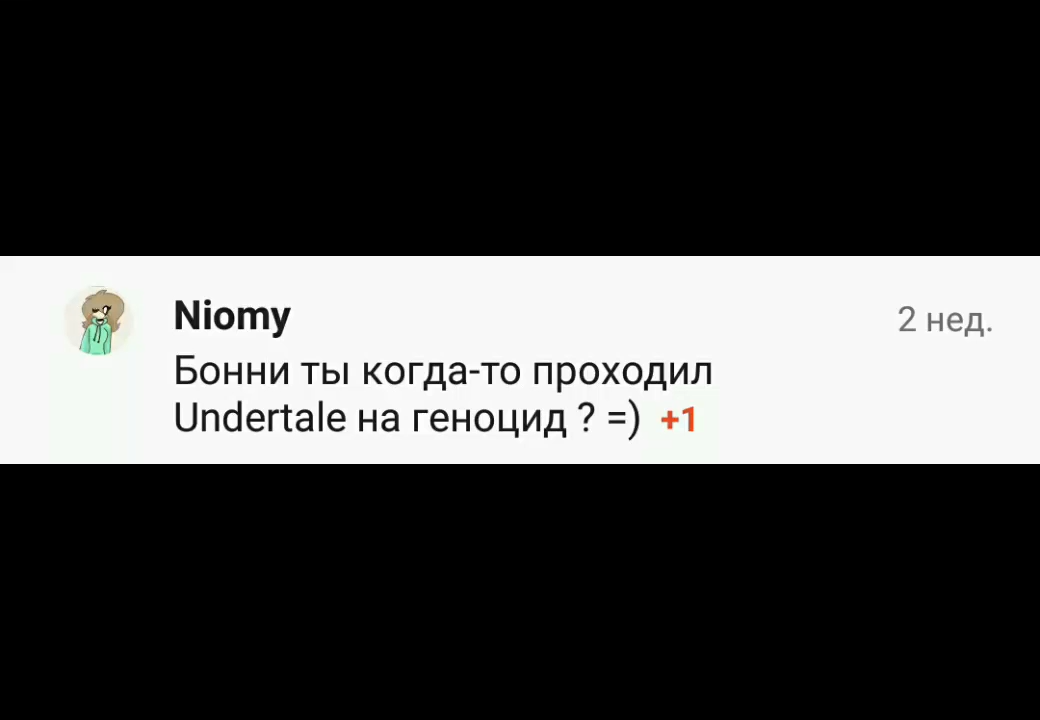 Niomy
2 нед.
Бонни ты когда-то проходил
Undertale на геноцид ? =) +1